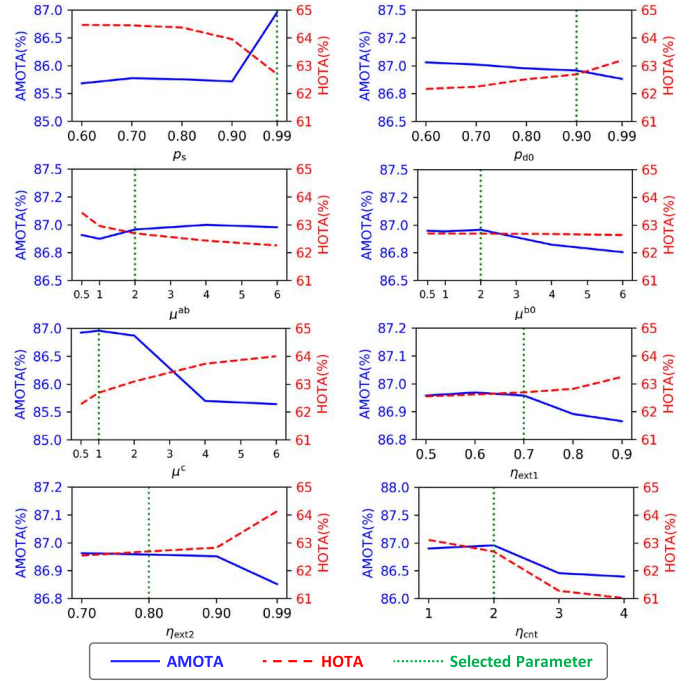 87.0
86.5
86.0
85.5
85.0
AMOTA(%)
65
64
63
62
61
HOTA(%)
0.60 0.70 0.80 0.90 0.99
p_s
87.5
87.2
87.0
86.8
86.5
AMOTA(%)
65
64
63
62
61
HOTA(%)
0.60 0.70 0.80 0.90 0.99
p_d0
87.5
87.2
87.0
86.8
86.5
AMOTA(%)
65
64
63
62
61
HOTA(%)
0.5 1 2 3 4 5 6
μ^ab
87.5
87.2
87.0
86.8
86.5
AMOTA(%)
65
64
63
62
61
HOTA(%)
0.5 1 2 3 4 5 6
μ^b0
87.0
86.5
86.0
85.5
85.0
AMOTA(%)
65
64
63
62
61
HOTA(%)
0.5 1 2 3 4 5 6
μ^c
87.2
87.1
87.0
86.9
86.8
AMOTA(%)
65
64
63
62
61
HOTA(%)
0.5 0.6 0.7 0.8 0.9
η_ext1
87.2
87.1
87.0
86.9
86.8
AMOTA(%)
65
64
63
62
61
HOTA(%)
0.70 0.80 0.90 0.99
η_ext2
88.0
87.5
87.0
86.5
86.0
AMOTA(%)
65
64
63
62
61
HOTA(%)
1 2 3 4
η_cnt
AMOTA HOTA Selected Parameter